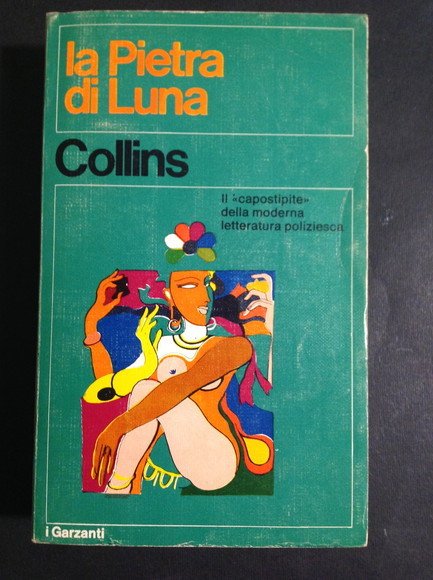 la Pietra
di Luna
Collins
Il «capostipite»
della moderna
letteratura poliziesca
i Garzanti